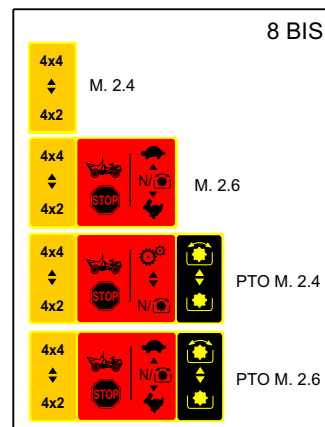 8 BIS
4x4
4x2
M. 2.4
4x4
4x2
STOP
N/
M. 2.6
4x4
4x2
STOP
N/
PTO M. 2.4
4x4
4x2
STOP
N/
PTO M. 2.6